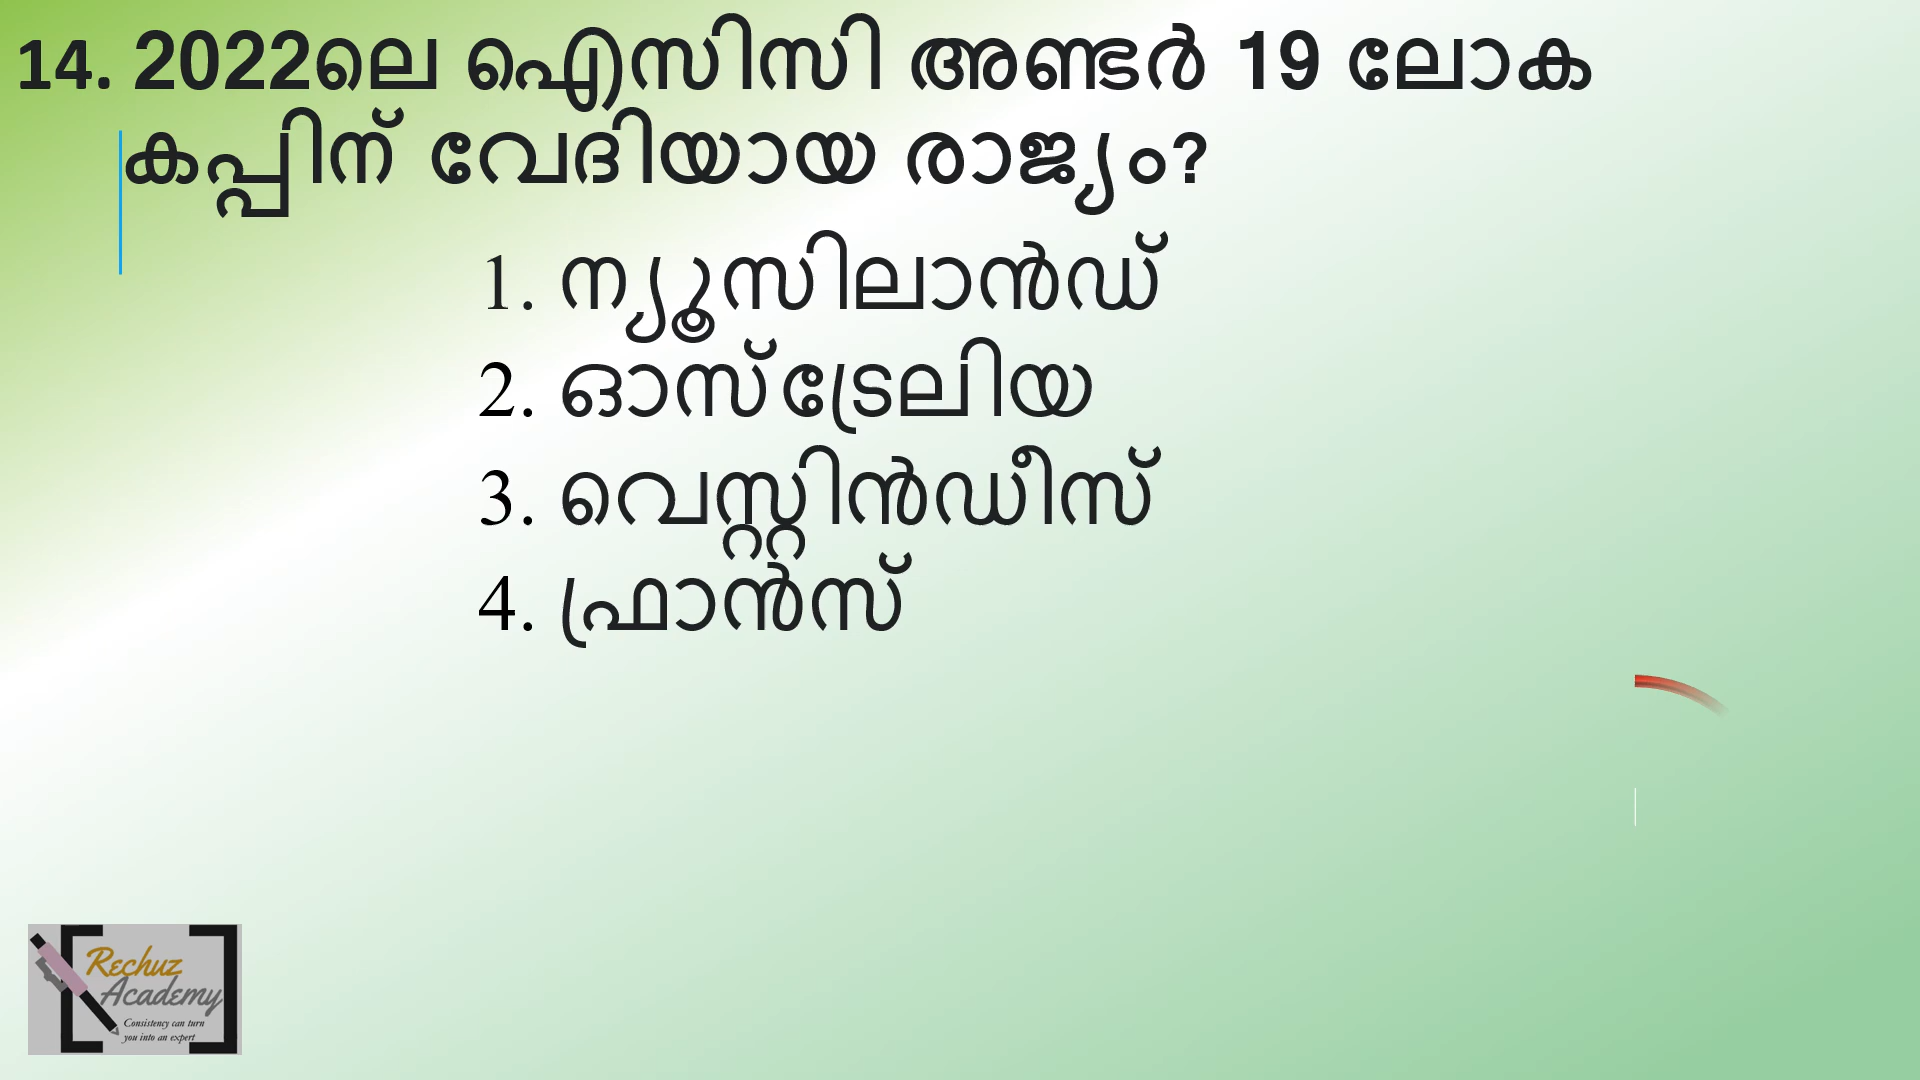 14. 2022ലെ ഐസിസി അണ്ടർ 19 ലോക
കപ്പിന് വേദിയായ രാജ്യം?
1. ന്യൂസിലാൻഡ്
2. ഓസ്ട്രേലിയ
3. വെസ്റ്റിൻഡീസ്
4. ഫ്രാൻസ്
Rechuz
Academy
Consistency can turn
you into an expert